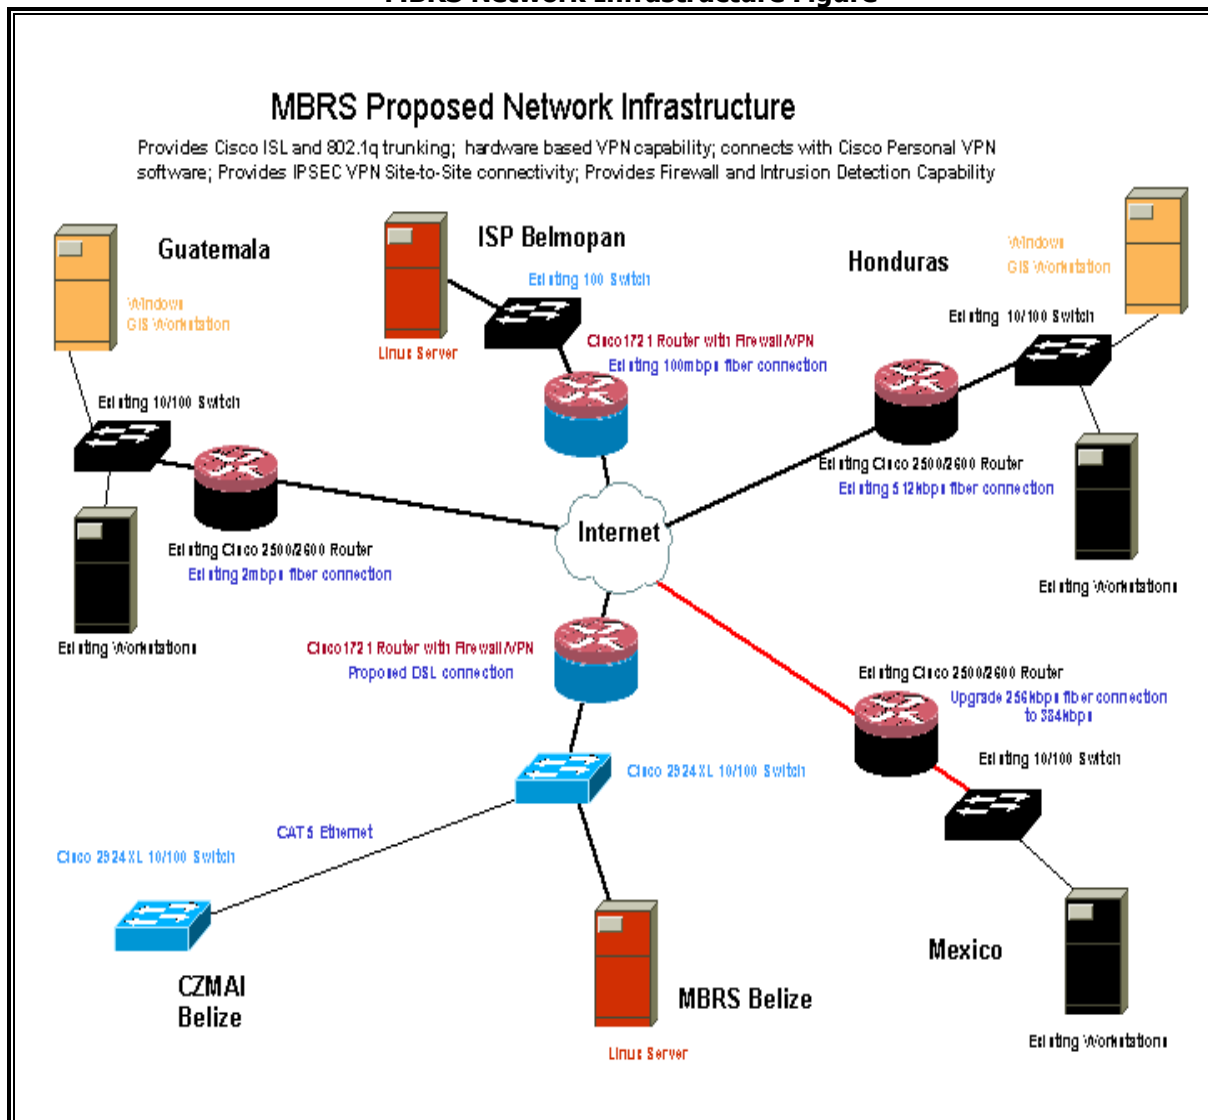 MBRS Network Infrastructure Figure
MBRS Proposed Network Infrastructure
Provides Cisco ISL and 802.1q trunking; hardware based VPN capability; connects with Cisco Personal VPN
software; Provides IPSEC VPN Site-to-Site connectivity; Provides Firewall and Intrusion Detection Capability
Guatemala
Windows
GIS Workstation
Existing 10/100 Switch
Existing Cisco 2500/2600 Router
Existing 2mbps fiber connection
Existing Workstations
ISP Belmopan
Existing 100 Switch
Linux Server
Cisco1721 Router with Firewall/VPN
Existing 100mbps fiber connection
Honduras
Windows
GIS Workstation
Existing 10/100 Switch
Existing Cisco 2500/2600 Router
Existing 512kbps fiber connection
Existing Workstations
Internet
Cisco1721 Router with Firewall/VPN
Proposed DSL connection
Existing Cisco 2500/2600 Router
Upgrade 256kbps fiber connection
to 384kbps
Existing 10/100 Switch
Cisco 2924XL 10/100 Switch
CAT5 Ethernet
Cisco 2924XL 10/100 Switch
CZMAI
Belize
MBRS Belize
Linux Server
Mexico
Existing Workstations